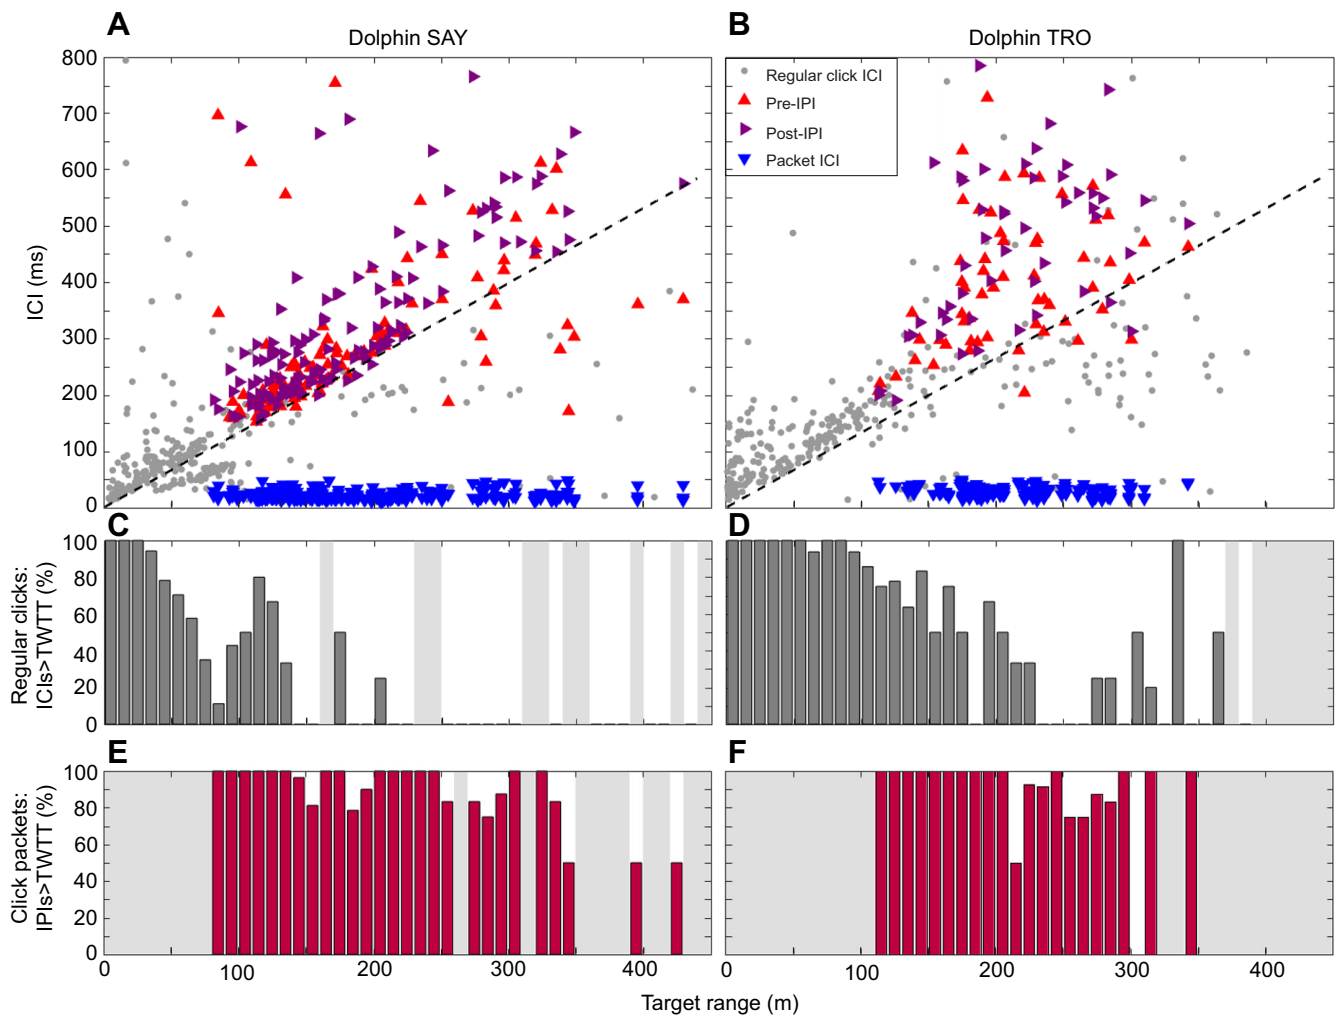 A
B
Dolphin SAY
Dolphin TRO
800
700
600
500
400
300
200
100
0
ICI (ms)
Regular click ICI
Pre-IPI
Post-IPI
Packet ICI
C
D
100
80
60
40
20
0
Regular clicks:
ICIs>TWTT (%)
E
F
100
80
60
40
20
0
Click packets:
IPIs>TWTT (%)
0 100 200 300 400
0 100 200 300 400
Target range (m)